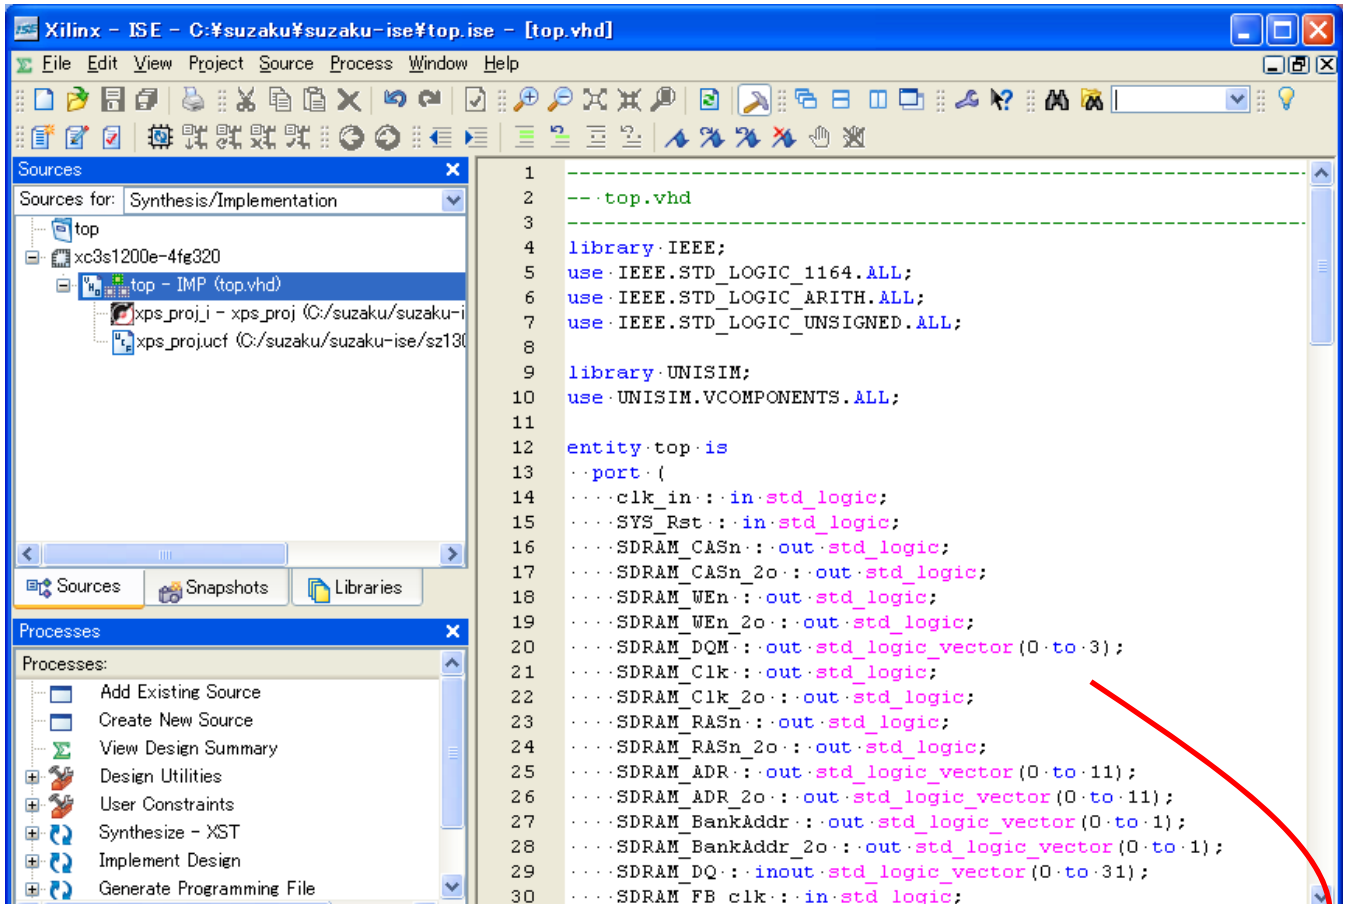 Xilinx - ISE - C:¥suzaku¥suzaku-ise¥top.ise - [top.vhd]
File Edit View Project Source Process Window Help
Sources
Sources for: Synthesis/Implementation
top
xc3s1200e-4fg320
top - IMP (top.vhd)
xps_proj_i - xps_proj (C:/suzaku/suzaku-i
xps_proj.ucf (C:/suzaku/suzaku-ise/sz130
Sources Snapshots Libraries
Processes
Processes:
Add Existing Source
Create New Source
View Design Summary
Design Utilities
User Constraints
Synthesize - XST
Implement Design
Generate Programming File
1 --------------------------------------------------------------
2 --·top.vhd
3 --------------------------------------------------------------
4 library·IEEE;
5 use·IEEE.STD_LOGIC_1164.ALL;
6 use·IEEE.STD_LOGIC_ARITH.ALL;
7 use·IEEE.STD_LOGIC_UNSIGNED.ALL;
8
9 library·UNISIM;
10 use·UNISIM.VCOMPONENTS.ALL;
11
12 entity·top·is
13 ··port·(
14 ····clk_in·:·in·std_logic;
15 ····SYS_Rst·:·in·std_logic;
16 ····SDRAM_CASn·:·out·std_logic;
17 ····SDRAM_CASn_2o·:·out·std_logic;
18 ····SDRAM_WEn·:·out·std_logic;
19 ····SDRAM_WEn_2o·:·out·std_logic;
20 ····SDRAM_DQM·:·out·std_logic_vector(0·to·3);
21 ····SDRAM_Clk·:·out·std_logic;
22 ····SDRAM_Clk_2o·:·out·std_logic;
23 ····SDRAM_RASn·:·out·std_logic;
24 ····SDRAM_RASn_2o·:·out·std_logic;
25 ····SDRAM_ADR·:·out·std_logic_vector(0·to·11);
26 ····SDRAM_ADR_2o·:·out·std_logic_vector(0·to·11);
27 ····SDRAM_BankAddr·:·out·std_logic_vector(0·to·1);
28 ····SDRAM_BankAddr_2o·:·out·std_logic_vector(0·to·1);
29 ····SDRAM_DQ·:·inout·std_logic_vector(0·to·31);
30 ····SDRAM_FB_clk·:·in·std_logic;